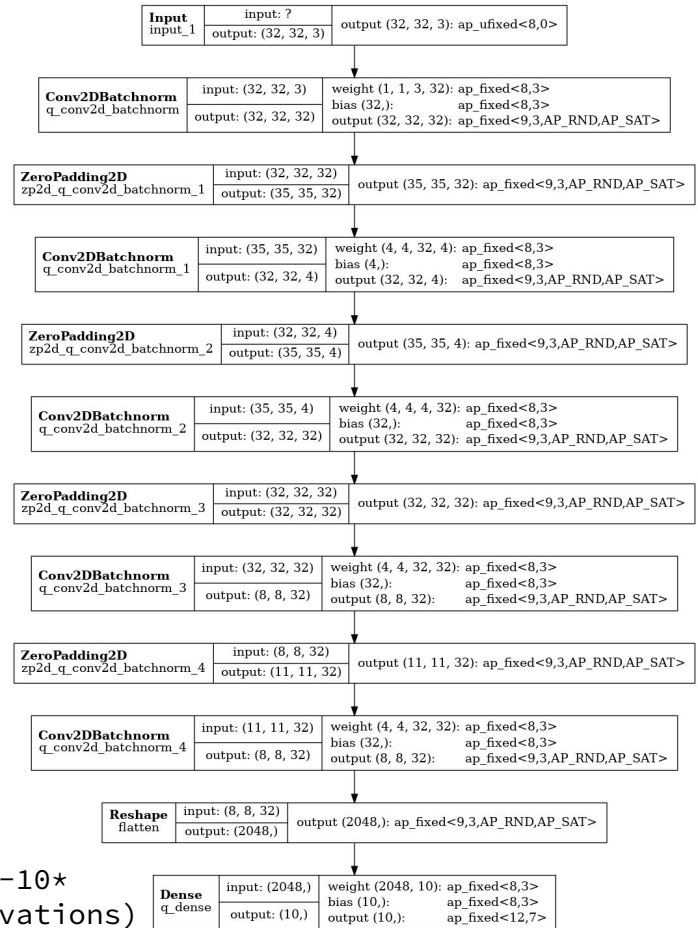 Input
input_1
input: ?
output: (32, 32, 3)
output (32, 32, 3): ap_ufixed<8,0>
Conv2DBatchnorm
q_conv2d_batchnorm
input: (32, 32, 3)
output: (32, 32, 32)
weight (1, 1, 3, 32): ap_fixed<8,3>
bias (32,): ap_fixed<8,3>
output (32, 32, 32): ap_fixed<9,3,AP_RND,AP_SAT>
ZeroPadding2D
zp2d_q_conv2d_batchnorm_1
input: (32, 32, 32)
output: (35, 35, 32)
output (35, 35, 32): ap_fixed<9,3,AP_RND,AP_SAT>
Conv2DBatchnorm
q_conv2d_batchnorm_1
input: (35, 35, 32)
output: (32, 32, 4)
weight (4, 4, 32, 4): ap_fixed<8,3>
bias (4,): ap_fixed<8,3>
output (32, 32, 4): ap_fixed<9,3,AP_RND,AP_SAT>
ZeroPadding2D
zp2d_q_conv2d_batchnorm_2
input: (32, 32, 4)
output: (35, 35, 4)
output (35, 35, 4): ap_fixed<9,3,AP_RND,AP_SAT>
Conv2DBatchnorm
q_conv2d_batchnorm_2
input: (35, 35, 4)
output: (32, 32, 32)
weight (4, 4, 4, 32): ap_fixed<8,3>
bias (32,): ap_fixed<8,3>
output (32, 32, 32): ap_fixed<9,3,AP_RND,AP_SAT>
ZeroPadding2D
zp2d_q_conv2d_batchnorm_3
input: (32, 32, 32)
output: (32, 32, 32)
output (32, 32, 32): ap_fixed<9,3,AP_RND,AP_SAT>
Conv2DBatchnorm
q_conv2d_batchnorm_3
input: (32, 32, 32)
output: (8, 8, 32)
weight (4, 4, 32, 32): ap_fixed<8,3>
bias (32,): ap_fixed<8,3>
output (8, 8, 32): ap_fixed<9,3,AP_RND,AP_SAT>
ZeroPadding2D
zp2d_q_conv2d_batchnorm_4
input: (8, 8, 32)
output: (11, 11, 32)
output (11, 11, 32): ap_fixed<9,3,AP_RND,AP_SAT>
Conv2DBatchnorm
q_conv2d_batchnorm_4
input: (11, 11, 32)
output: (8, 8, 32)
weight (4, 4, 32, 32): ap_fixed<8,3>
bias (32,): ap_fixed<8,3>
output (8, 8, 32): ap_fixed<9,3,AP_RND,AP_SAT>
Reshape
flatten
input: (8, 8, 32)
output: (2048,)
output (2048,): ap_fixed<9,3,AP_RND,AP_SAT>
-10*
vations)
Dense
q_dense
input: (2048,)
output: (10,)
weight (2048, 10): ap_fixed<8,3>
bias (10,): ap_fixed<8,3>
output (10,): ap_fixed<12,7>